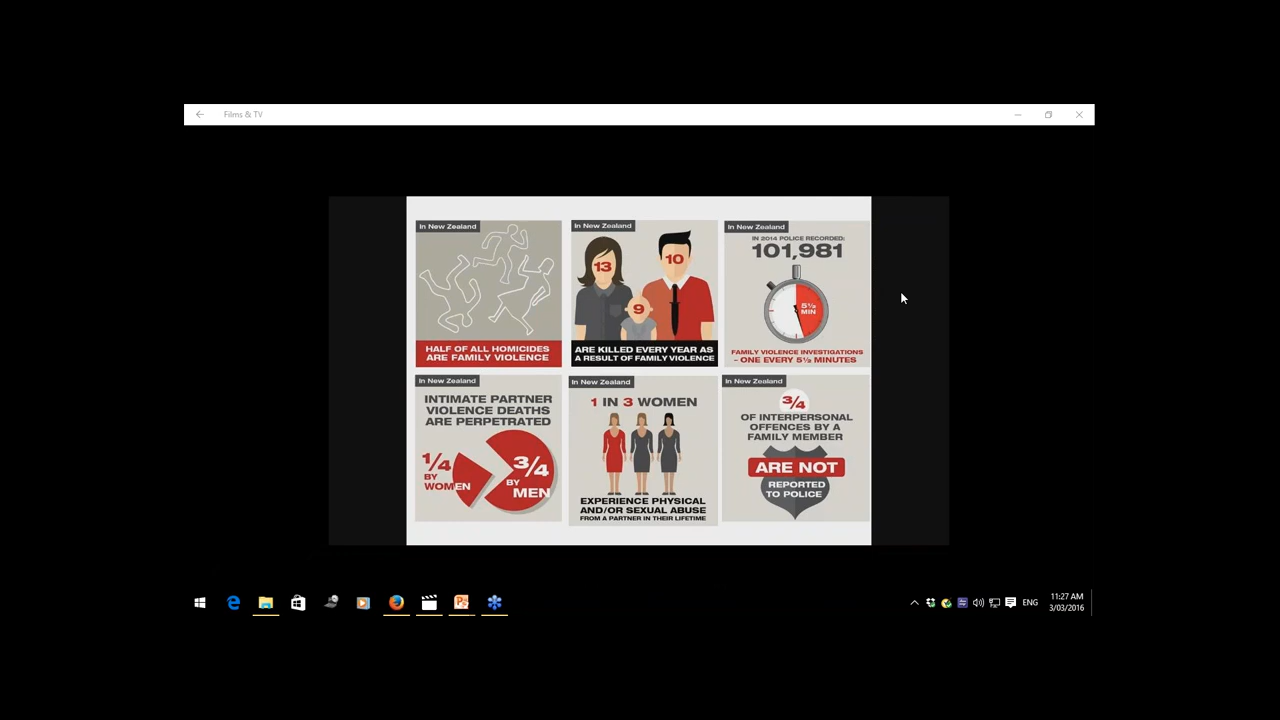 Films & TV
In New Zealand
HALF OF ALL HOMICIDES
ARE FAMILY VIOLENCE
In New Zealand
13
10
9
ARE KILLED EVERY YEAR AS
A RESULT OF FAMILY VIOLENCE
In New Zealand
IN 2014 POLICE RECORDED:
101,981
5½
MIN
FAMILY VIOLENCE INVESTIGATIONS
– ONE EVERY 5½ MINUTES
In New Zealand
INTIMATE PARTNER
VIOLENCE DEATHS
ARE PERPETRATED
1/4
BY
WOMEN
3/4
BY
MEN
In New Zealand
1 IN 3 WOMEN
EXPERIENCE PHYSICAL
AND/OR SEXUAL ABUSE
FROM A PARTNER IN THEIR LIFETIME
In New Zealand
3/4
OF INTERPERSONAL
OFFENCES BY A
FAMILY MEMBER
ARE NOT
REPORTED
TO POLICE
ENG
11:27 AM
3/03/2016